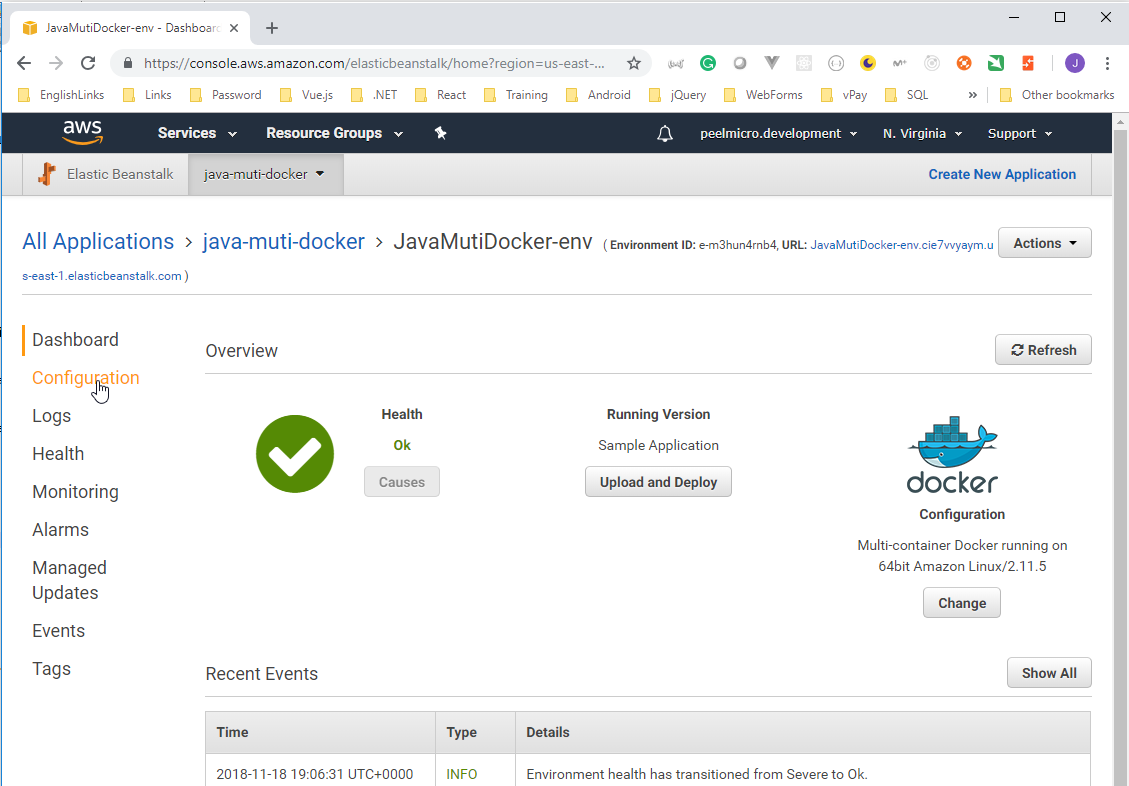 JavaMutiDocker-env - Dashboard
https://console.aws.amazon.com/elasticbeanstalk/home?region=us-east-...
J
EnglishLinks Links Password Vue.js .NET React Training Android jQuery WebForms vPay SQL » Other bookmarks
aws Services Resource Groups peelmicro.development N. Virginia Support
Elastic Beanstalk java-muti-docker Create New Application
All Applications > java-muti-docker > JavaMutiDocker-env ( Environment ID: e-m3hun4rnb4, URL: JavaMutiDocker-env.cie7vvyaym.u
s-east-1.elasticbeanstalk.com )
Actions
Dashboard
Configuration
Logs
Health
Monitoring
Alarms
Managed
Updates
Events
Tags
Overview
Refresh
Health
Ok
Causes
Running Version
Sample Application
Upload and Deploy
docker
Configuration
Multi-container Docker running on
64bit Amazon Linux/2.11.5
Change
Recent Events
Show All
Time Type Details
2018-11-18 19:06:31 UTC+0000 INFO Environment health has transitioned from Severe to Ok.